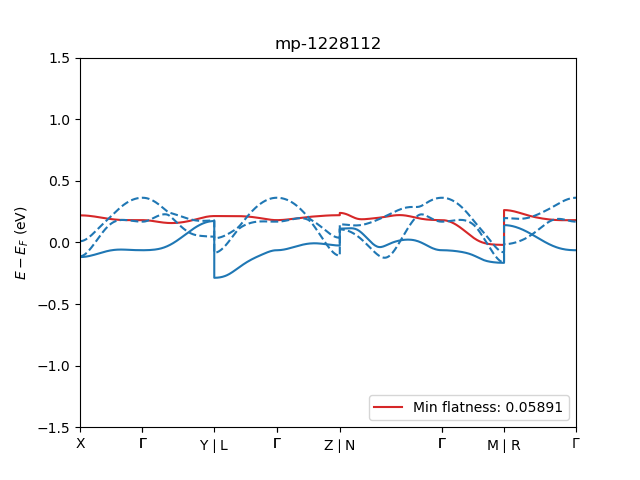 mp-1228112
E − E_F (eV)
1.5
1.0
0.5
0.0
−0.5
−1.0
−1.5
Min flatness: 0.05891
X Γ Y | L Γ Z | N Γ M | R Γ